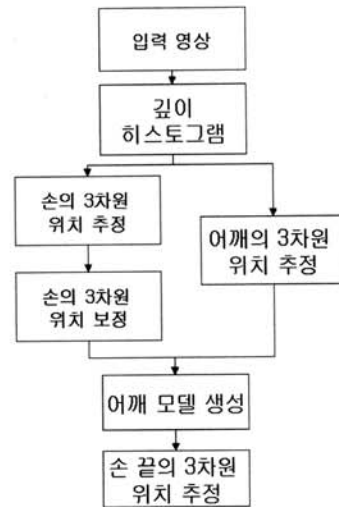 입력 영상
깊이
히스토그램
손의 3차원
위치 추정
어깨의 3차원
위치 추정
손의 3차원
위치 보정
어깨 모델 생성
손 끝의 3차원
위치 추정